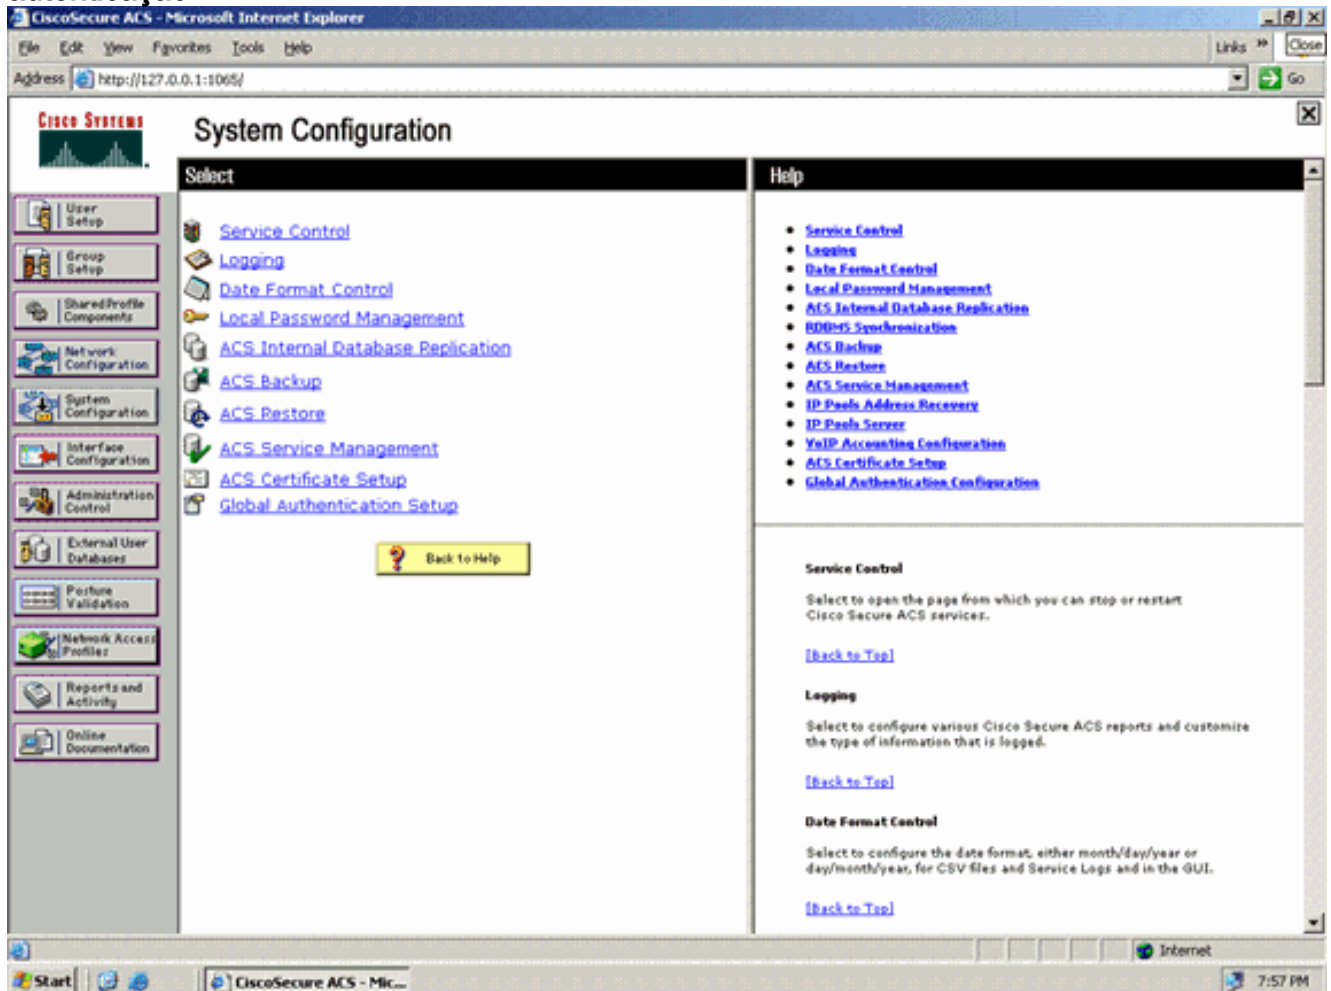 CiscoSecure ACS - Microsoft Internet Explorer
File Edit View Favorites Tools Help
Links » Close
Address http://127.0.0.1:1065/
Go
CISCO SYSTEMS
System Configuration
Select
Help
User Setup
Group Setup
Shared Profile Components
Network Configuration
System Configuration
Interface Configuration
Administration Control
External User Databases
Posture Validation
Network Access Profiles
Reports and Activity
Online Documentation
Service Control
Logging
Date Format Control
Local Password Management
ACS Internal Database Replication
ACS Backup
ACS Restore
ACS Service Management
ACS Certificate Setup
Global Authentication Setup
Back to Help
Service Control
Logging
Date Format Control
Local Password Management
ACS Internal Database Replication
RDBMS Synchronization
ACS Backup
ACS Restore
ACS Service Management
IP Pools Address Recovery
IP Pools Server
VoIP Accounting Configuration
ACS Certificate Setup
Global Authentication Configuration
Service Control
Select to open the page from which you can stop or restart
Cisco Secure ACS services.
[Back to Top]
Logging
Select to configure various Cisco Secure ACS reports and customize
the type of information that is logged.
[Back to Top]
Date Format Control
Select to configure the date format, either month/day/year or
day/month/year, for CSV files and Service Logs and in the GUI.
[Back to Top]
Internet
Start
CiscoSecure ACS - Mic...
7:57 PM